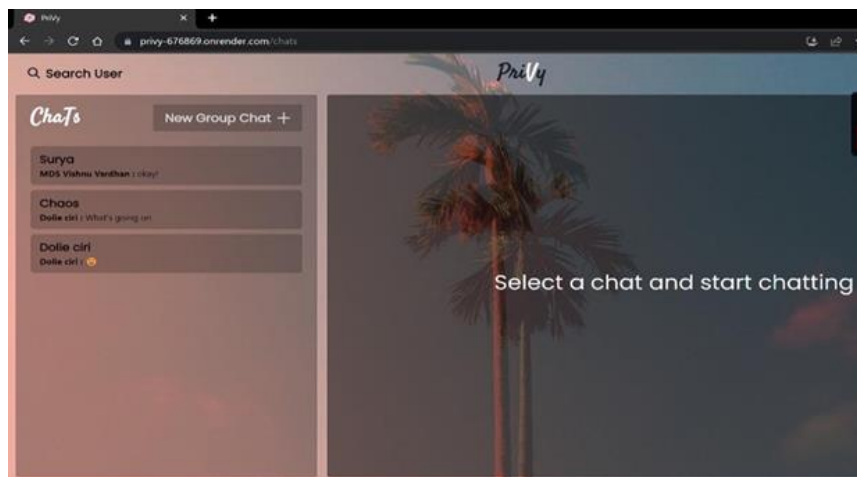 PriVy
privy-676869.onrender.com/chats
Search User
PriVy
ChaTs
New Group Chat +
Surya
MDS Vishnu Vardhan : okay!
Chaos
Dolie ciri : What's going on
Dolie ciri
Dolie ciri : 😀
Select a chat and start chatting